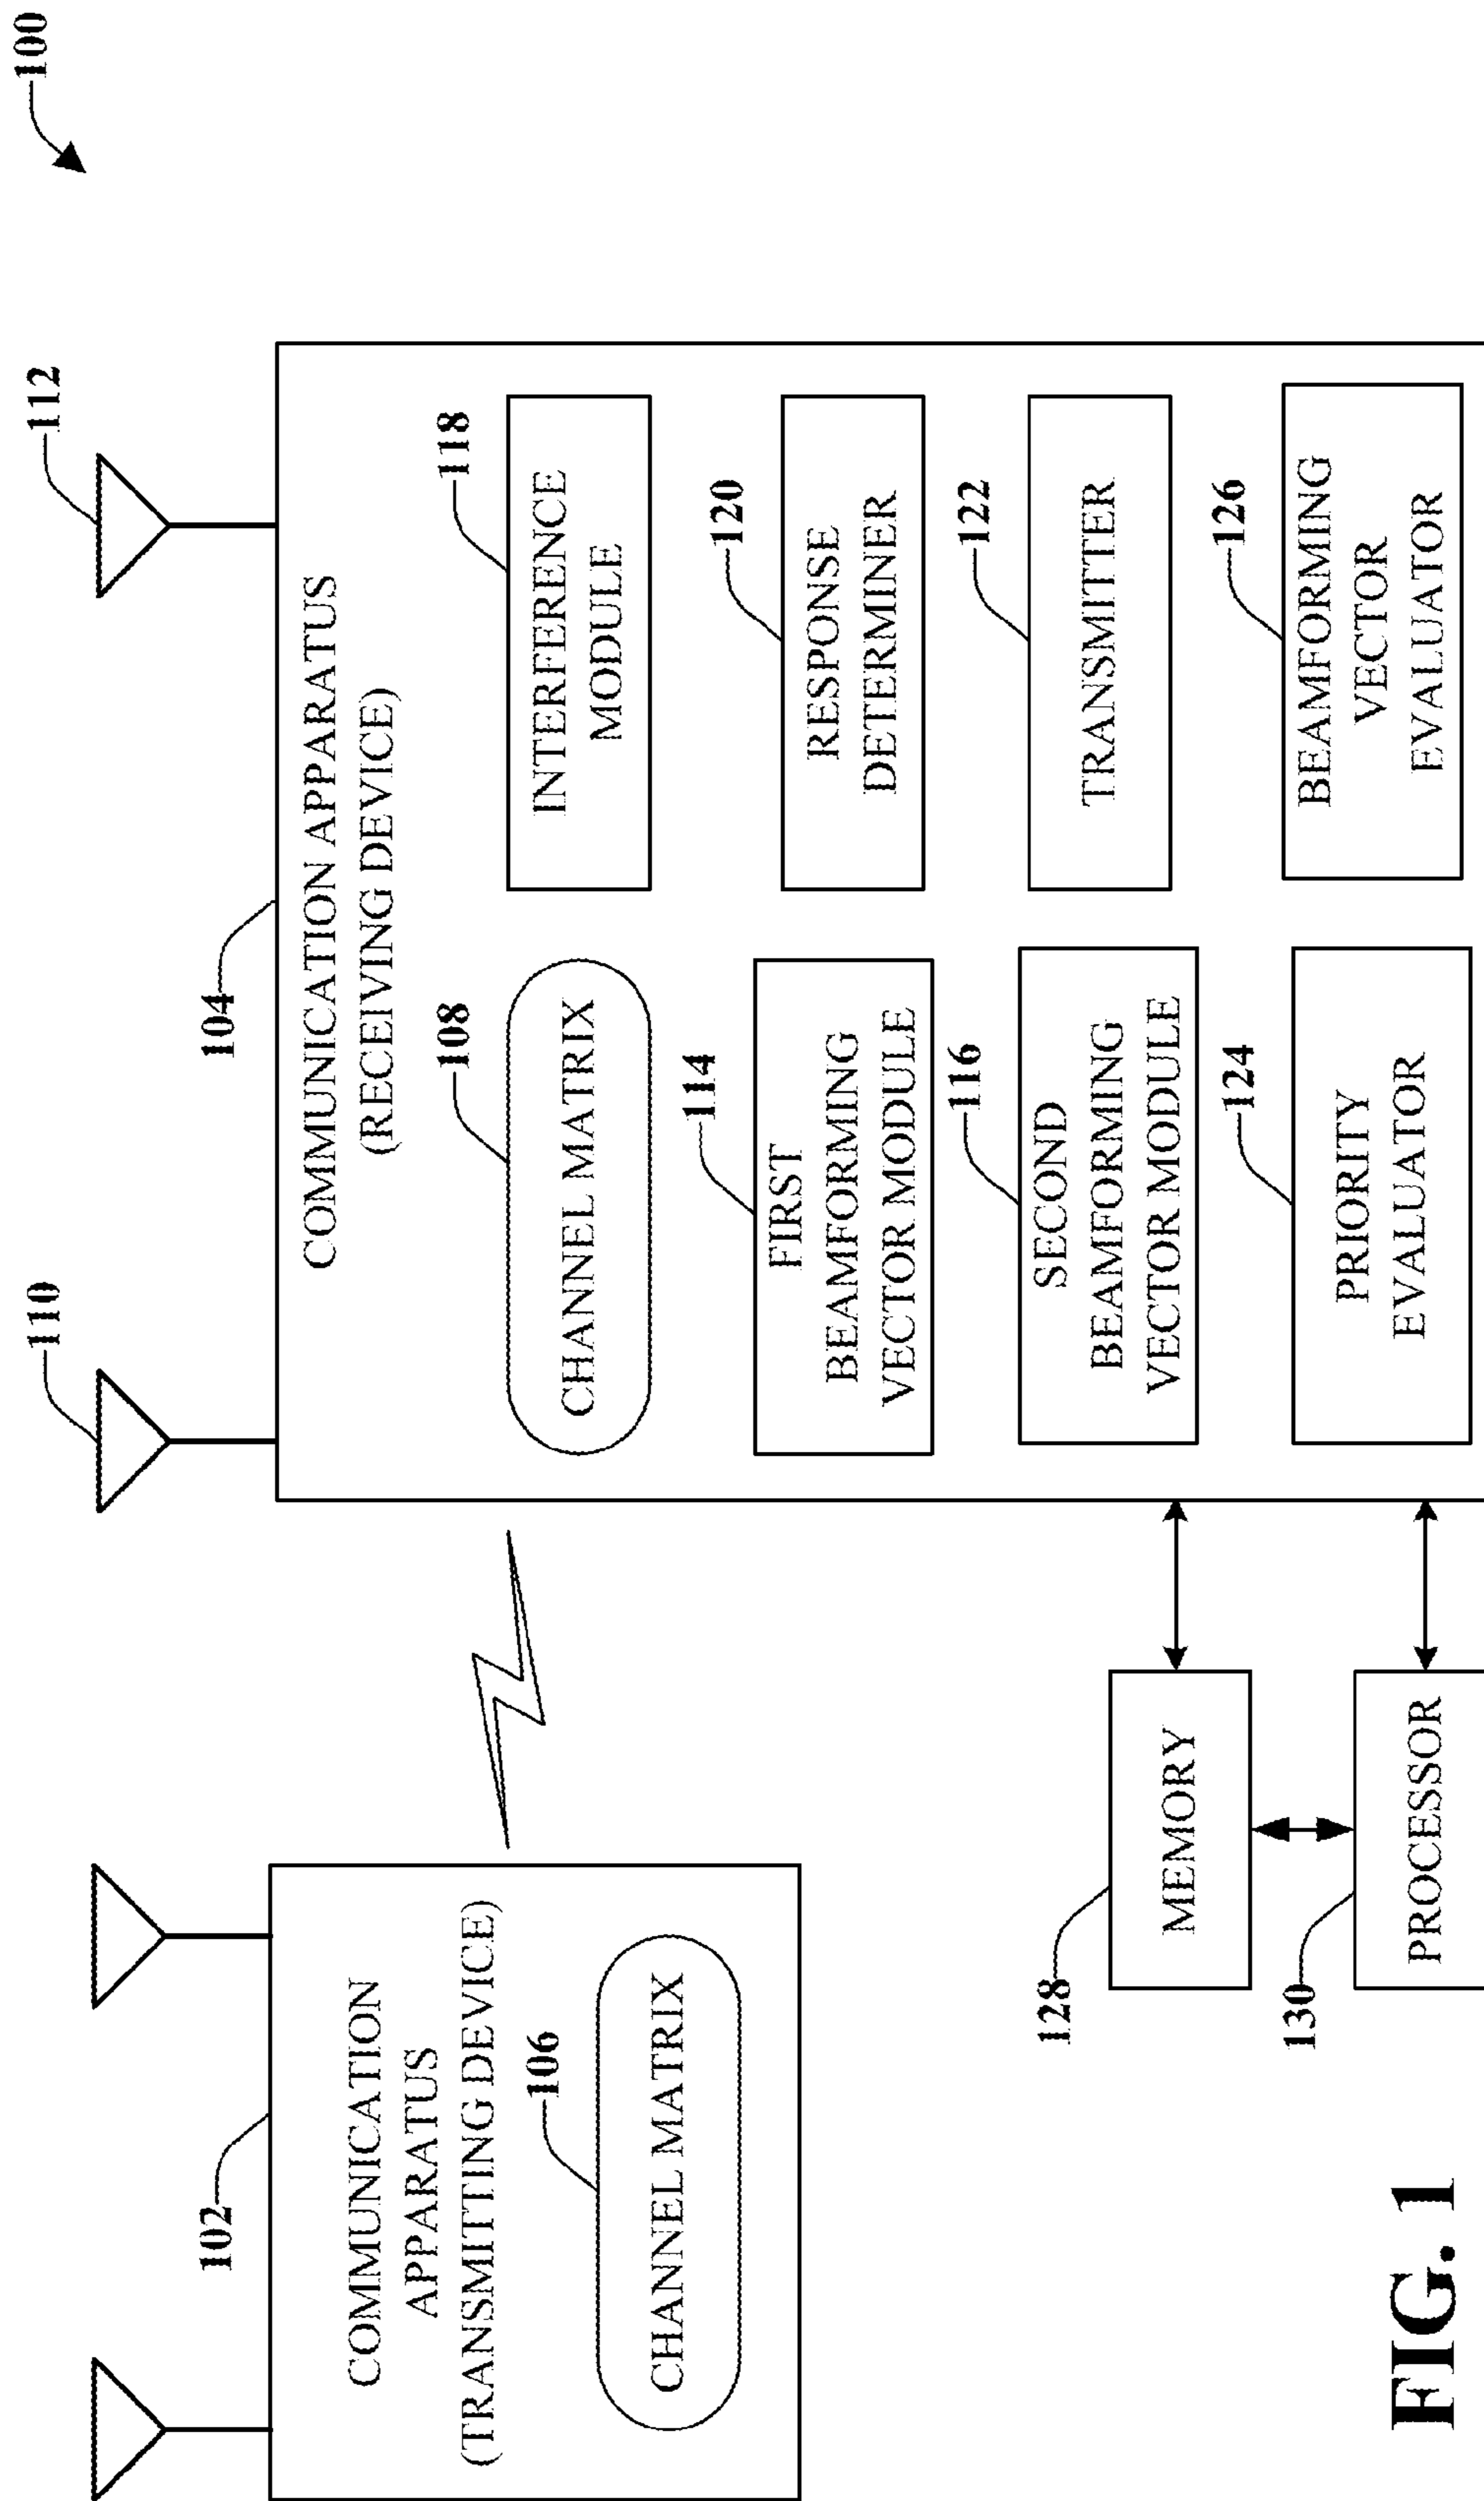 100
110
112
104
COMMUNICATION APPARATUS
(RECEIVING DEVICE)
102
COMMUNICATION
APPARATUS
(TRANSMITTING DEVICE)
106
CHANNEL MATRIX
108
CHANNEL MATRIX
118
INTERFERENCE
MODULE
114
FIRST
BEAMFORMING
VECTOR MODULE
120
RESPONSE
DETERMINER
116
SECOND
BEAMFORMING
VECTOR MODULE
122
TRANSMITTER
128
MEMORY
124
PRIORITY
EVALUATOR
126
BEAMFORMING
VECTOR
EVALUATOR
130
PROCESSOR
FIG. 1